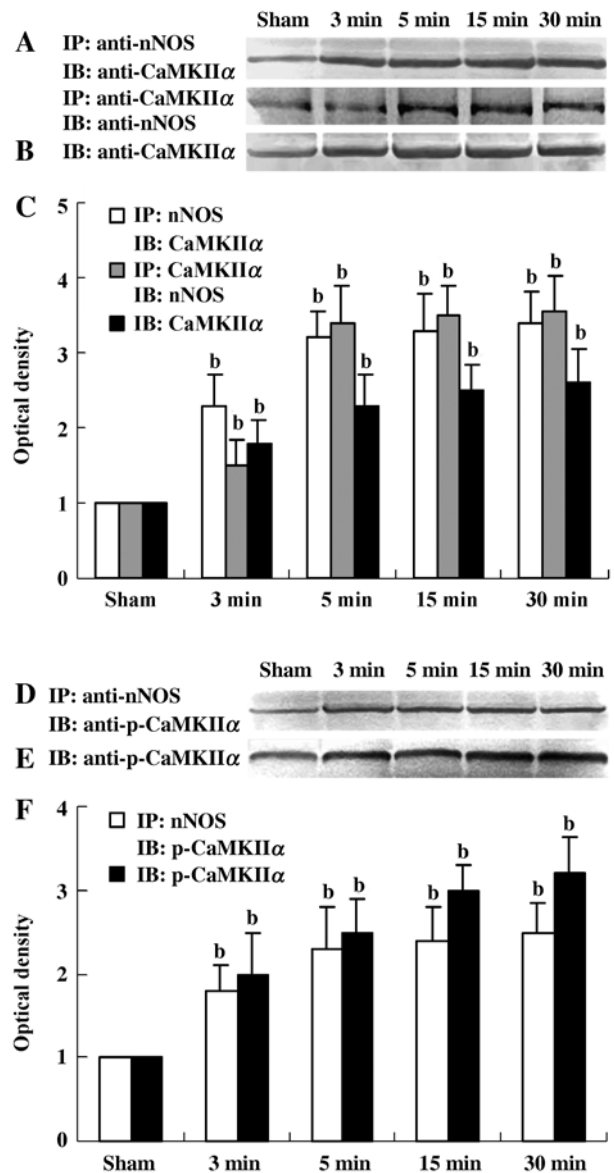 Sham 3 min 5 min 15 min 30 min
A IP: anti-nNOS
IB: anti-CaMKIIα
IP: anti-CaMKIIα
IB: anti-nNOS
B IB: anti-CaMKIIα
C
5
4
3
2
1
0
Optical density
IP: nNOS
IB: CaMKIIα
IP: CaMKIIα
IB: nNOS
IB: CaMKIIα
b b b
b b b
b b b
b b b
Sham 3 min 5 min 15 min 30 min
Sham 3 min 5 min 15 min 30 min
D IP: anti-nNOS
IB: anti-p-CaMKIIα
E IB: anti-p-CaMKIIα
F
4
3
2
1
0
Optical density
IP: nNOS
IB: p-CaMKIIα
IB: p-CaMKIIα
b b
b b
b b
b b
Sham 3 min 5 min 15 min 30 min